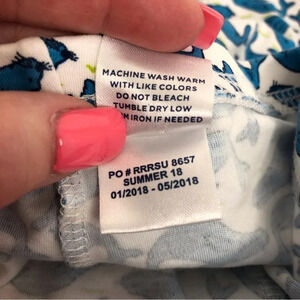 MACHINE WASH WARM
WITH LIKE COLORS
DO NOT BLEACH
TUMBLE DRY LOW
IRON IF NEEDED
PO # RRRSU 8657
SUMMER 18
01/2018 - 05/2018